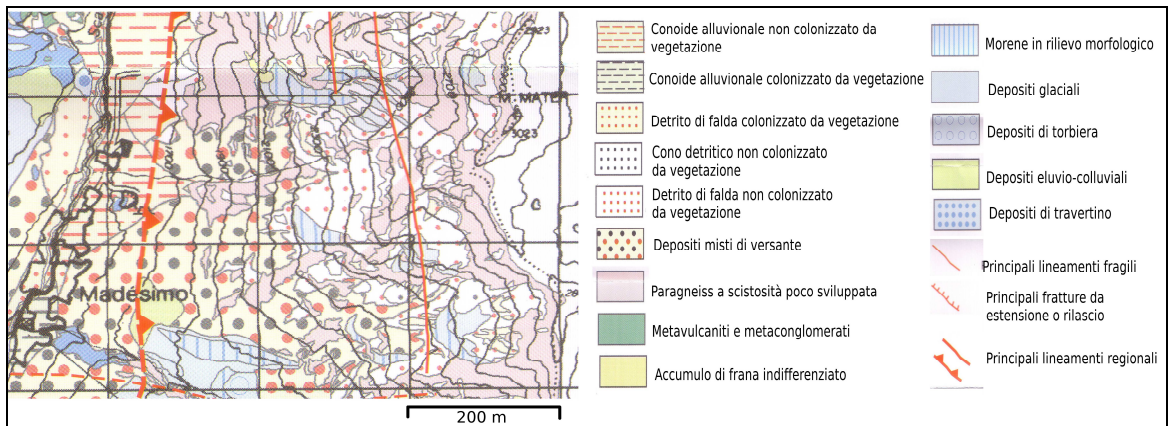 2923
M. MATER
3023
Madésimo
200 m
Conoide alluvionale non colonizzato da
vegetazione
Conoide alluvionale colonizzato da vegetazione
Detrito di falda colonizzato da vegetazione
Cono detritico non colonizzato
da vegetazione
Detrito di falda non colonizzato
da vegetazione
Depositi misti di versante
Paragneiss a scistosità poco sviluppata
Metavulcaniti e metaconglomerati
Accumulo di frana indifferenziato
Morene in rilievo morfologico
Depositi glaciali
Depositi di torbiera
Depositi eluvio-colluviali
Depositi di travertino
Principali lineamenti fragili
Principali fratture da
estensione o rilascio
Principali lineamenti regionali